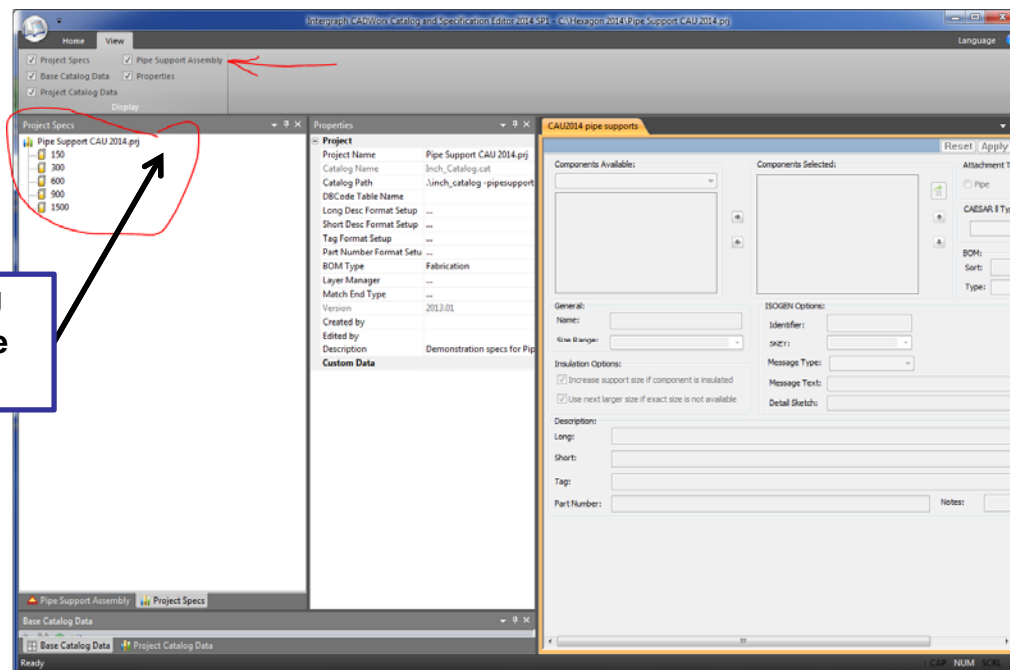 Intergraph CADWorx Catalog and Specification Editor 2014 SP1 - C:\Hexagon 2014\Pipe Support CAU 2014.prj
Home View Language
Project Specs Pipe Support Assembly
Base Catalog Data Properties
Project Catalog Data
Display
Project Specs
Pipe Support CAU 2014.prj
150
300
600
900
1500
Pipe Support Assembly Project Specs
Properties
Project
Project Name Pipe Support CAU 2014.prj
Catalog Name Inch_Catalog.cat
Catalog Path .\inch_catalog -pipesupport
DBCode Table Name
Long Desc Format Setup ...
Short Desc Format Setup ...
Tag Format Setup ...
Part Number Format Setu ...
BOM Type Fabrication
Layer Manager ...
Match End Type ...
Version 2013.01
Created by
Edited by
Description Demonstration specs for Pip
Custom Data
CAU2014 pipe supports
Reset Apply
Components Available: Components Selected: Attachment T
Pipe
CAESAR II Typ
BOM:
Sort:
Type:
General: ISOGEN Options:
Name: Identifier:
Size Range: SKEY:
Insulation Options: Message Type:
Increase support size if component is insulated Message Text:
Use next larger size if exact size is not available Detail Sketch:
Description:
Long:
Short:
Tag:
Part Number: Notes:
Base Catalog Data
Base Catalog Data Project Catalog Data
Ready CAP NUM SCRL